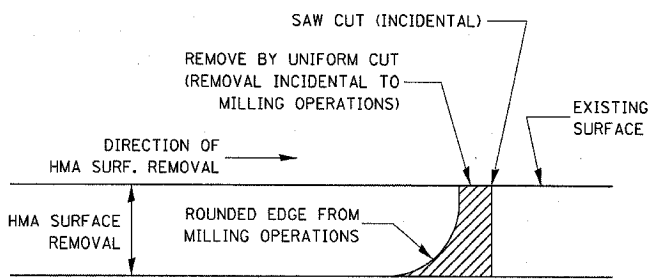 SAW CUT (INCIDENTAL)
REMOVE BY UNIFORM CUT
(REMOVAL INCIDENTAL TO
MILLING OPERATIONS)
EXISTING
SURFACE
DIRECTION OF
HMA SURF. REMOVAL
HMA SURFACE
REMOVAL
ROUNDED EDGE FROM
MILLING OPERATIONS